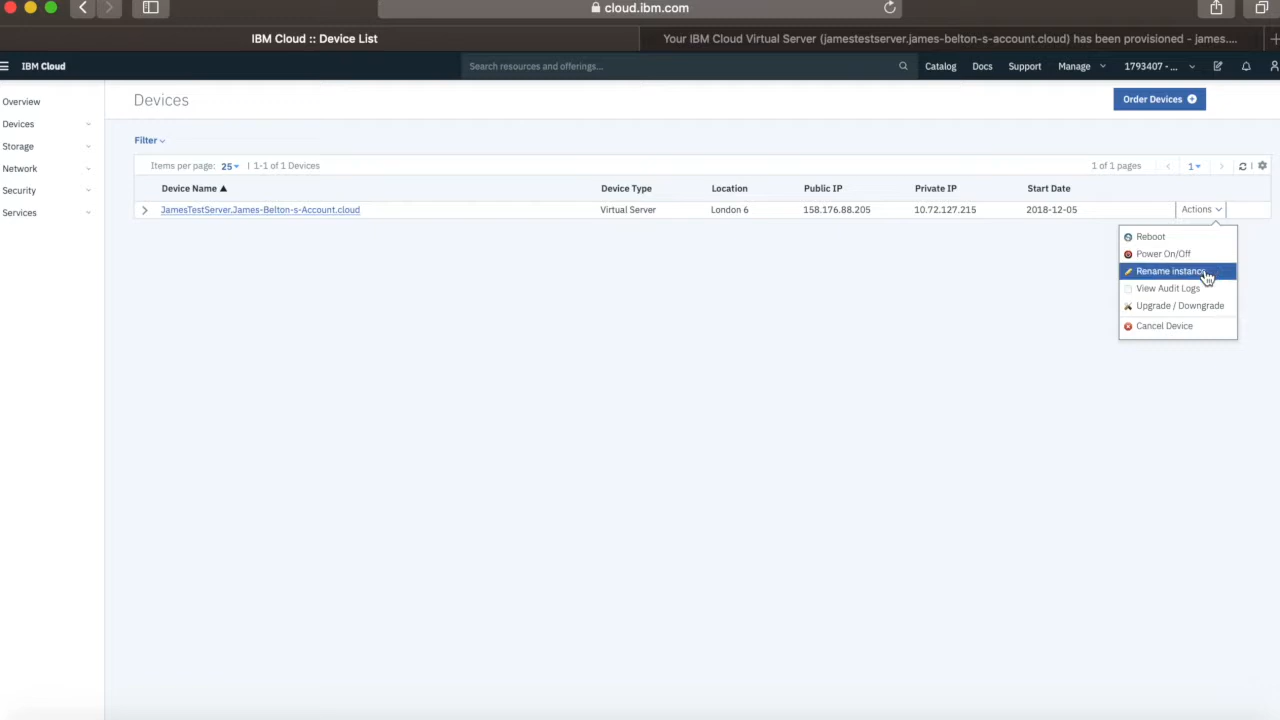 cloud.ibm.com
IBM Cloud :: Device List
Your IBM Cloud Virtual Server (jamestestserver.james-belton-s-account.cloud) has been provisioned - james....
IBM Cloud
Search resources and offerings...
Catalog
Docs
Support
Manage
1793407 - ...
Overview
Devices
Storage
Network
Security
Services
Devices
Order Devices
Filter
Items per page: 25 | 1-1 of 1 Devices
1 of 1 pages
1
Device Name Device Type Location Public IP Private IP Start Date
JamesTestServer.James-Belton-s-Account.cloud Virtual Server London 6 158.176.88.205 10.72.127.215 2018-12-05 Actions
Reboot
Power On/Off
Rename instance
View Audit Logs
Upgrade / Downgrade
Cancel Device